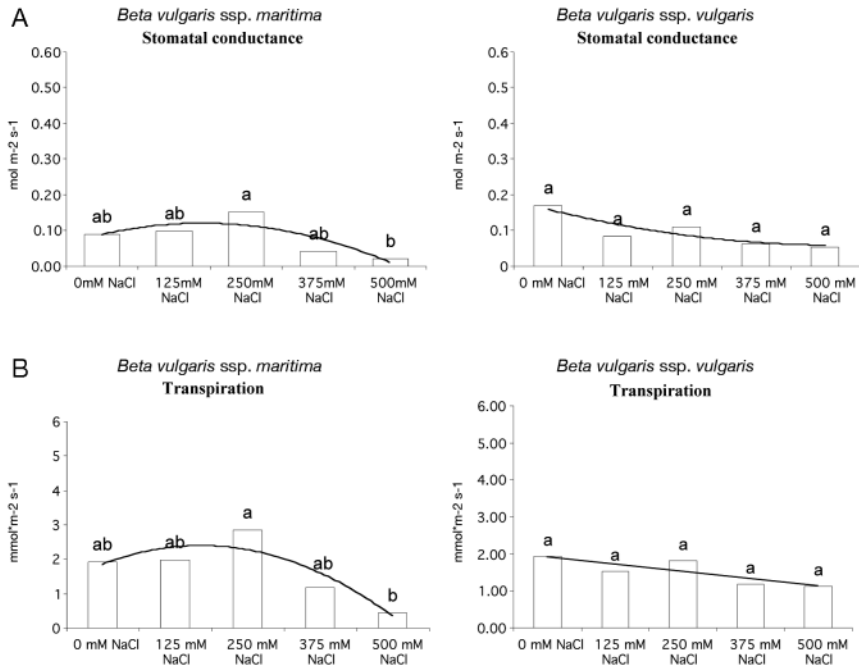 A
Beta vulgaris ssp. maritima
Stomatal conductance
mol m-2 s-1
0.60
0.50
0.40
0.30
0.20
0.10
0.00
ab
ab
a
ab
b
0mM NaCl
125mM NaCl
250mM NaCl
375mM NaCl
500mM NaCl
Beta vulgaris ssp. vulgaris
Stomatal conductance
mol m-2 s-1
0.6
0.5
0.4
0.3
0.2
0.1
0
a
a
a
a
a
0 mM NaCl
125 mM NaCl
250 mM NaCl
375 mM NaCl
500 mM NaCl
B
Beta vulgaris ssp. maritima
Transpiration
mmol*m-2 s-1
6
5
4
3
2
1
0
ab
ab
a
ab
b
0 mM NaCl
125 mM NaCl
250 mM NaCl
375 mM NaCl
500 mM NaCl
Beta vulgaris ssp. vulgaris
Transpiration
mmol*m-2 s-1
6.00
5.00
4.00
3.00
2.00
1.00
0.00
a
a
a
a
a
0 mM NaCl
125 mM NaCl
250 mM NaCl
375 mM NaCl
500 mM NaCl